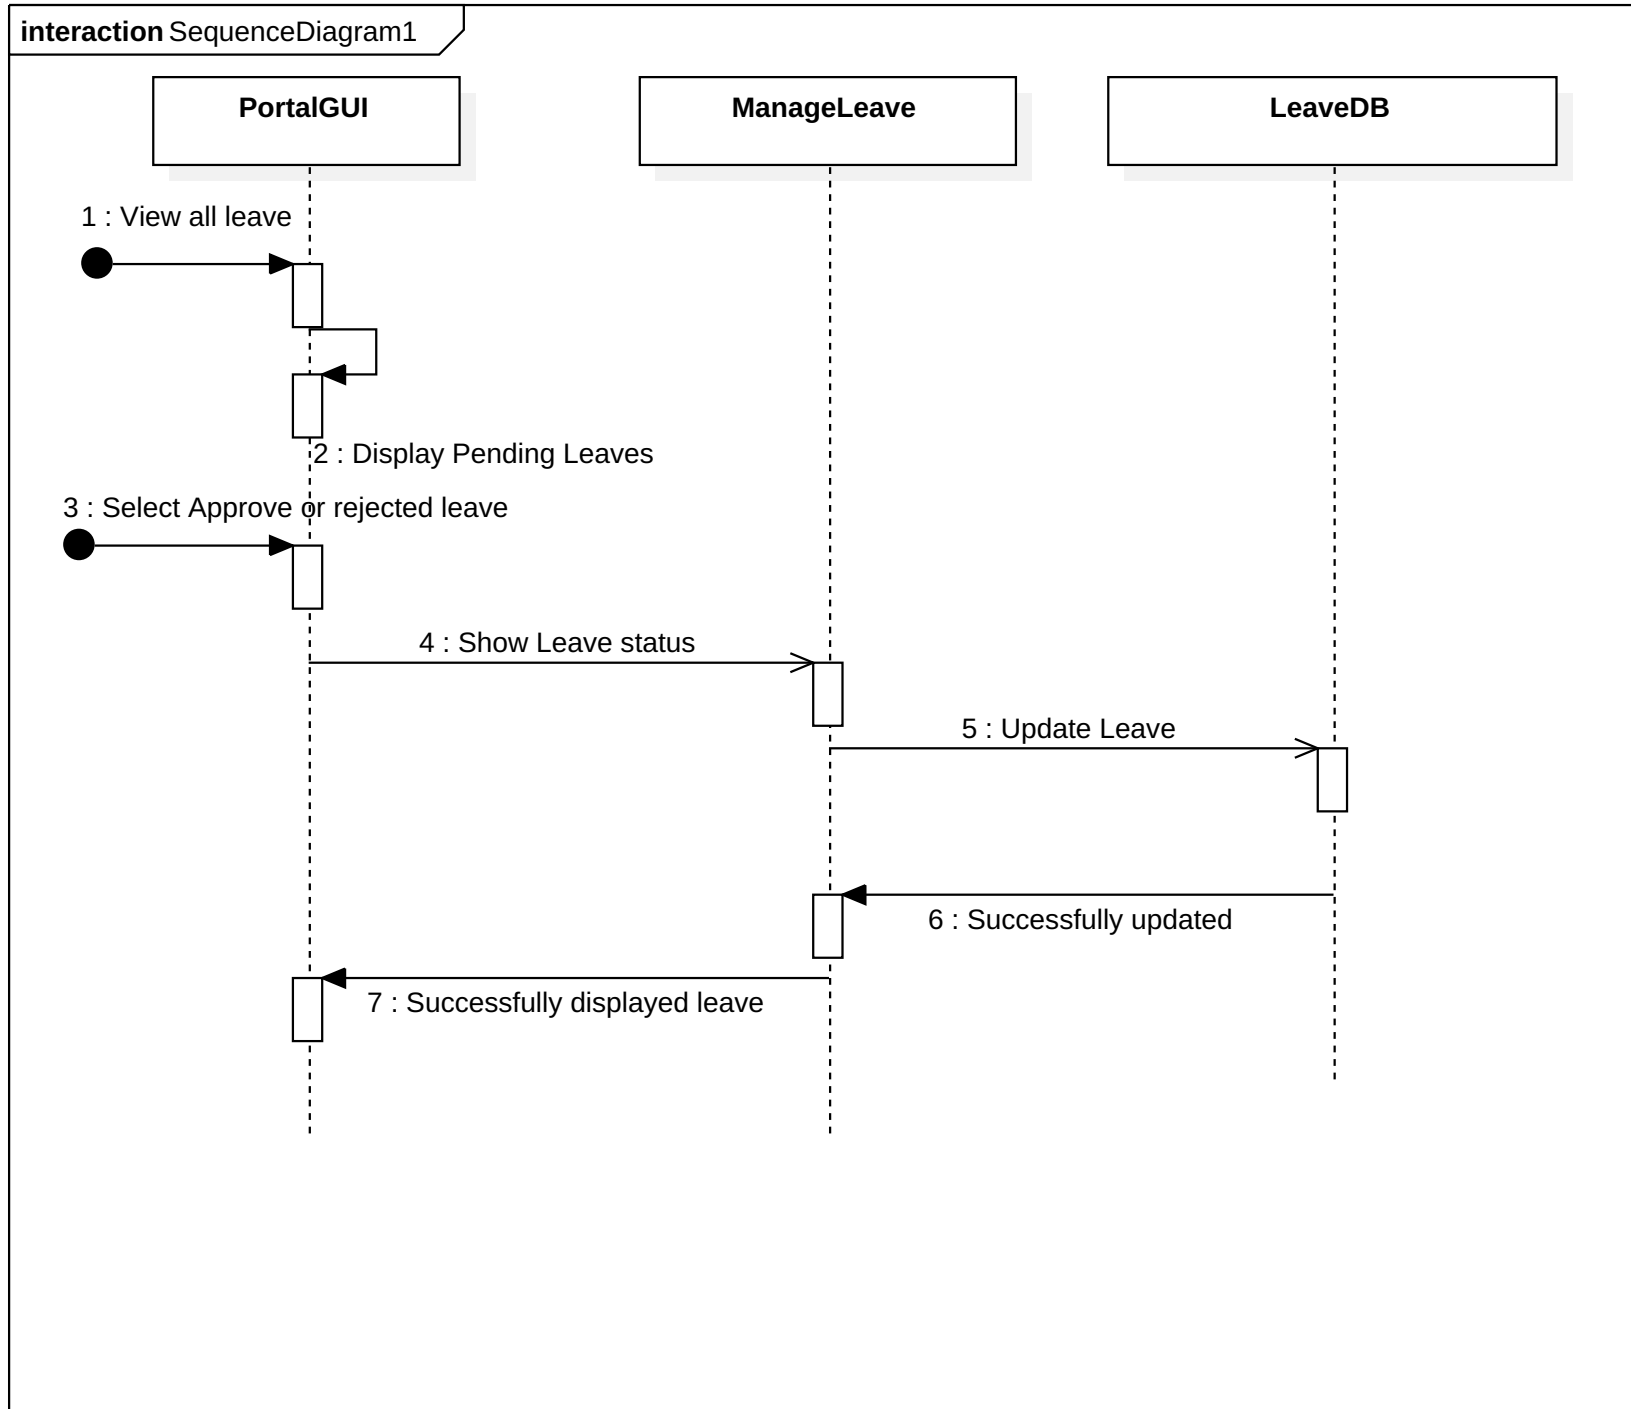 interaction SequenceDiagram1
PortalGUI
ManageLeave
LeaveDB
1 : View all leave
2 : Display Pending Leaves
3 : Select Approve or rejected leave
4 : Show Leave status
5 : Update Leave
6 : Successfully updated
7 : Successfully displayed leave